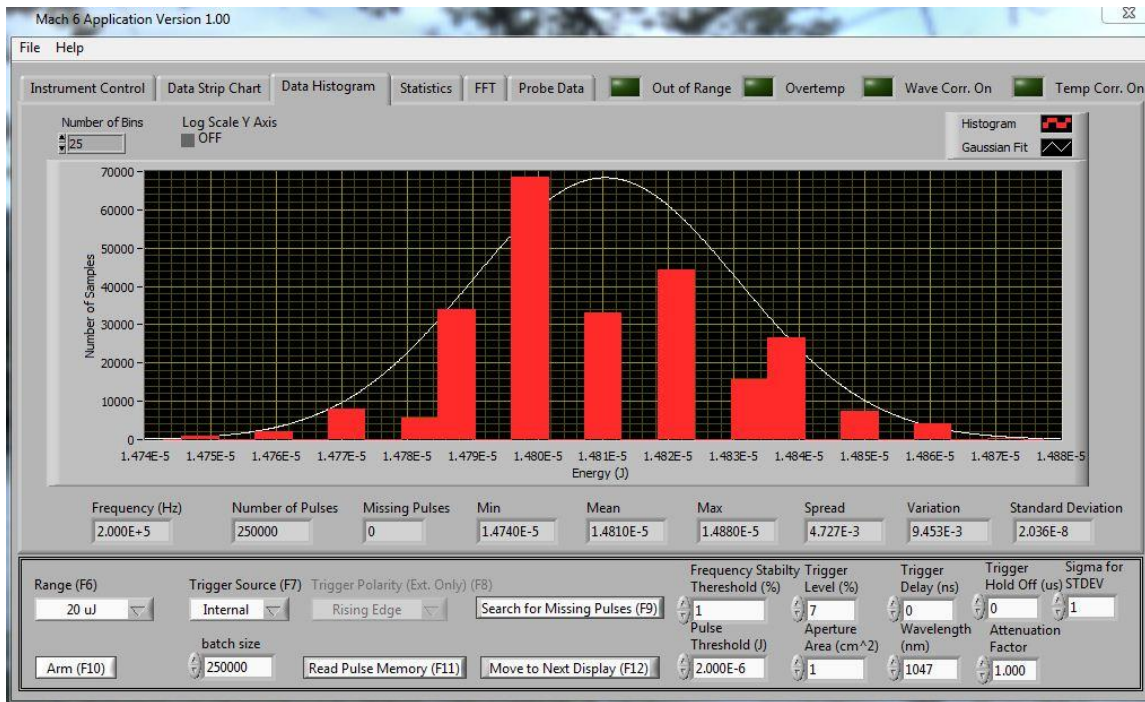 Mach 6 Application Version 1.00
File Help
Instrument Control Data Strip Chart Data Histogram Statistics FFT Probe Data Out of Range Overtemp Wave Corr. On Temp Corr. On
Number of Bins Log Scale Y Axis
25 OFF
Histogram
Gaussian Fit
70000
60000
50000
40000
30000
20000
10000
0
Number of Samples
1.474E-5 1.475E-5 1.476E-5 1.477E-5 1.478E-5 1.479E-5 1.480E-5 1.481E-5 1.482E-5 1.483E-5 1.484E-5 1.485E-5 1.486E-5 1.487E-5 1.488E-5
Energy (J)
Frequency (Hz) Number of Pulses Missing Pulses Min Mean Max Spread Variation Standard Deviation
2.000E+5 250000 0 1.4740E-5 1.4810E-5 1.4880E-5 4.727E-3 9.453E-3 2.036E-8
Range (F6) Trigger Source (F7) Trigger Polarity (Ext. Only) (F8)
20 uJ Internal Rising Edge Search for Missing Pulses (F9)
Frequency Stabilty Thereshold (%) Trigger Level (%) Trigger Delay (ns) Trigger Hold Off (us) Sigma for STDEV
1 7 0 0 1
batch size
Arm (F10) 250000 Read Pulse Memory (F11) Move to Next Display (F12)
Pulse Threshold (J) Aperture Area (cm^2) Wavelength (nm) Attenuation Factor
2.000E-6 1 1047 1.000